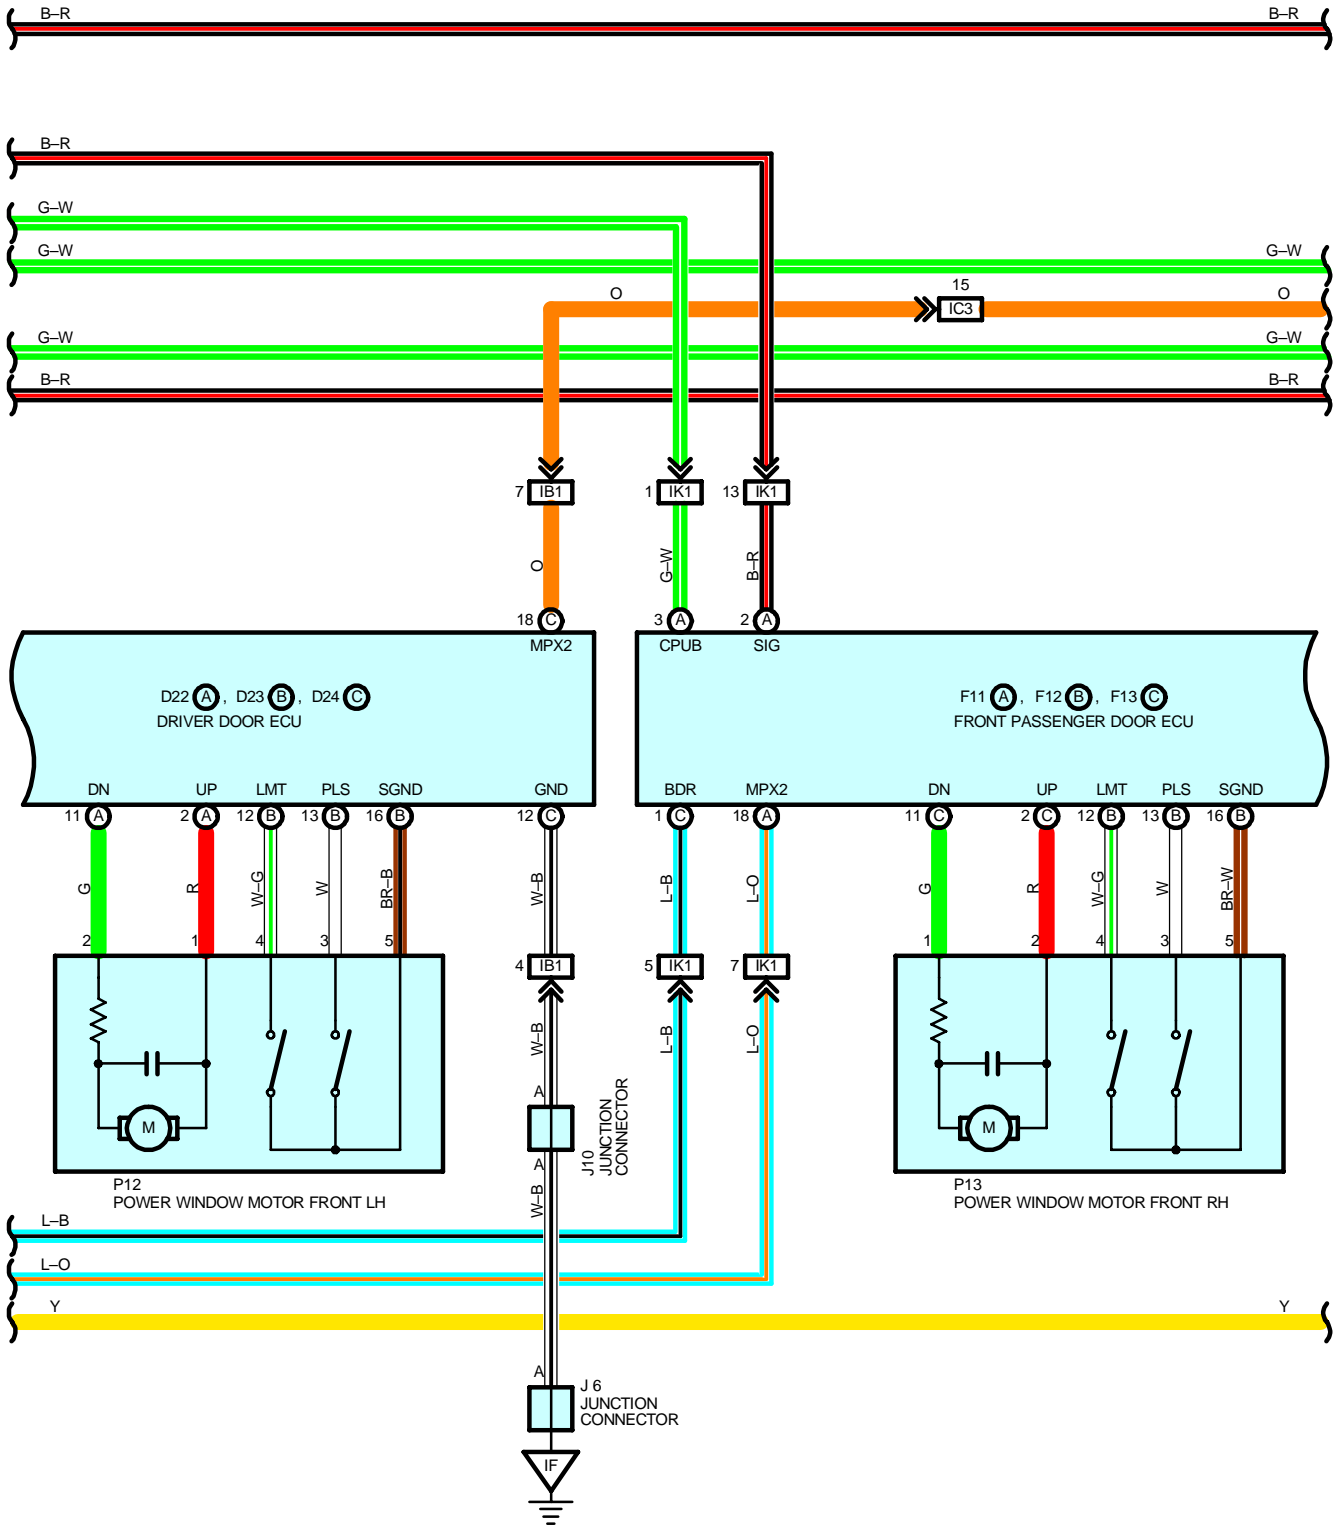 B–R B–R
B–R
G–W
G–W G–W
15
O O
IC3
G–W G–W
B–R B–R
7 IB1 1 IK1 13 IK1
O G–W B–R
18 C 3 A 2 A
MPX2 CPUB SIG
D22 A , D23 B , D24 C
DRIVER DOOR ECU
F11 A , F12 B , F13 C
FRONT PASSENGER DOOR ECU
DN UP LMT PLS SGND GND BDR MPX2 DN UP LMT PLS SGND
11 A 2 A 12 B 13 B 16 B 12 C 1 C 18 A 11 C 2 C 12 B 13 B 16 B
G R W–G W BR–B W–B L–B L–O G R W–G W BR–W
2 1 4 3 5 1 2 4 3 5
4 IB1 5 IK1 7 IK1
W–B L–B L–O
A
J10
JUNCTION
CONNECTOR
M M
A
W–B
P12
POWER WINDOW MOTOR FRONT LH
P13
POWER WINDOW MOTOR FRONT RH
L–B
L–O
Y Y
A
J 6
JUNCTION
CONNECTOR
IF